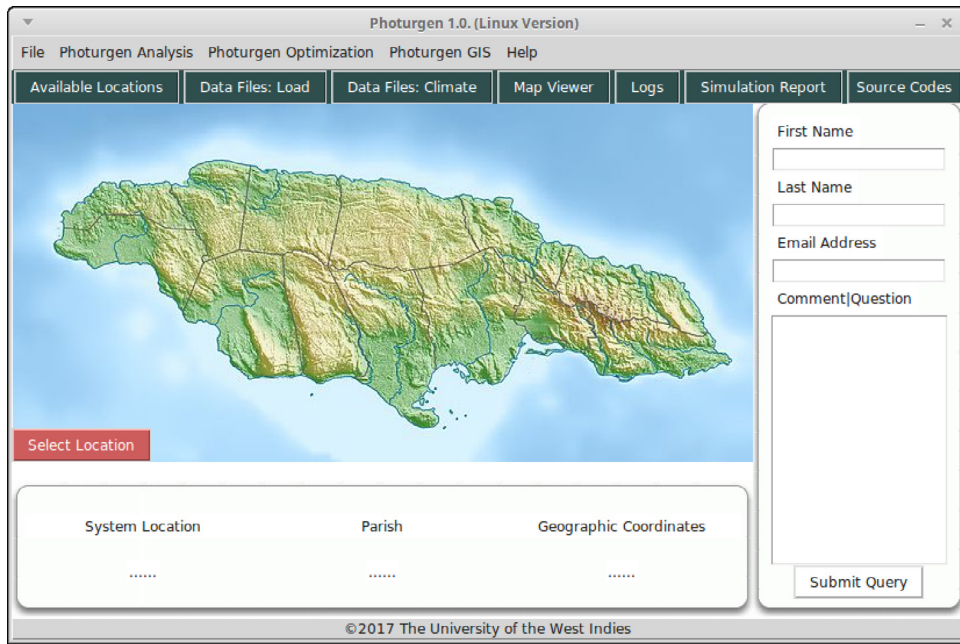 Photurgen 1.0. (Linux Version)
File Photurgen Analysis Photurgen Optimization Photurgen GIS Help
Available Locations Data Files: Load Data Files: Climate Map Viewer Logs Simulation Report Source Codes
First Name
Last Name
Email Address
Comment|Question
Select Location
System Location Parish Geographic Coordinates
...... ...... ......
Submit Query
©2017 The University of the West Indies